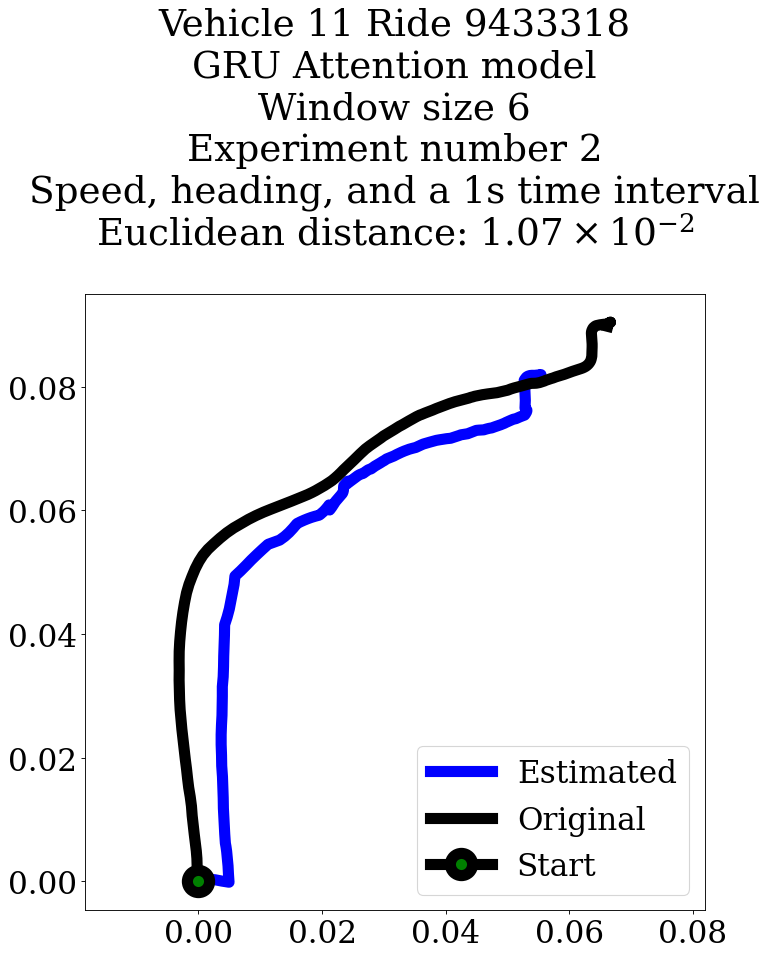 Vehicle 11 Ride 9433318
GRU Attention model
Window size 6
Experiment number 2
Speed, heading, and a 1s time interval
Euclidean distance: 1.07 × 10⁻²
0.08
0.06
0.04
0.02
0.00
Estimated
Original
Start
0.00 0.02 0.04 0.06 0.08